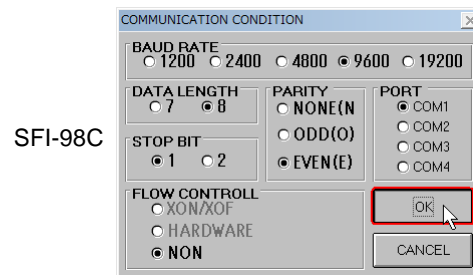 COMMUNICATION CONDITION
BAUD RATE
1200 2400 4800 9600 19200
DATA LENGTH
7 8
PARITY
NONE(N
ODD(O)
EVEN(E)
PORT
COM1
COM2
COM3
COM4
SFI-98C
STOP BIT
1 2
FLOW CONTROLL
XON/XOF
HARDWARE
NON
OK
CANCEL